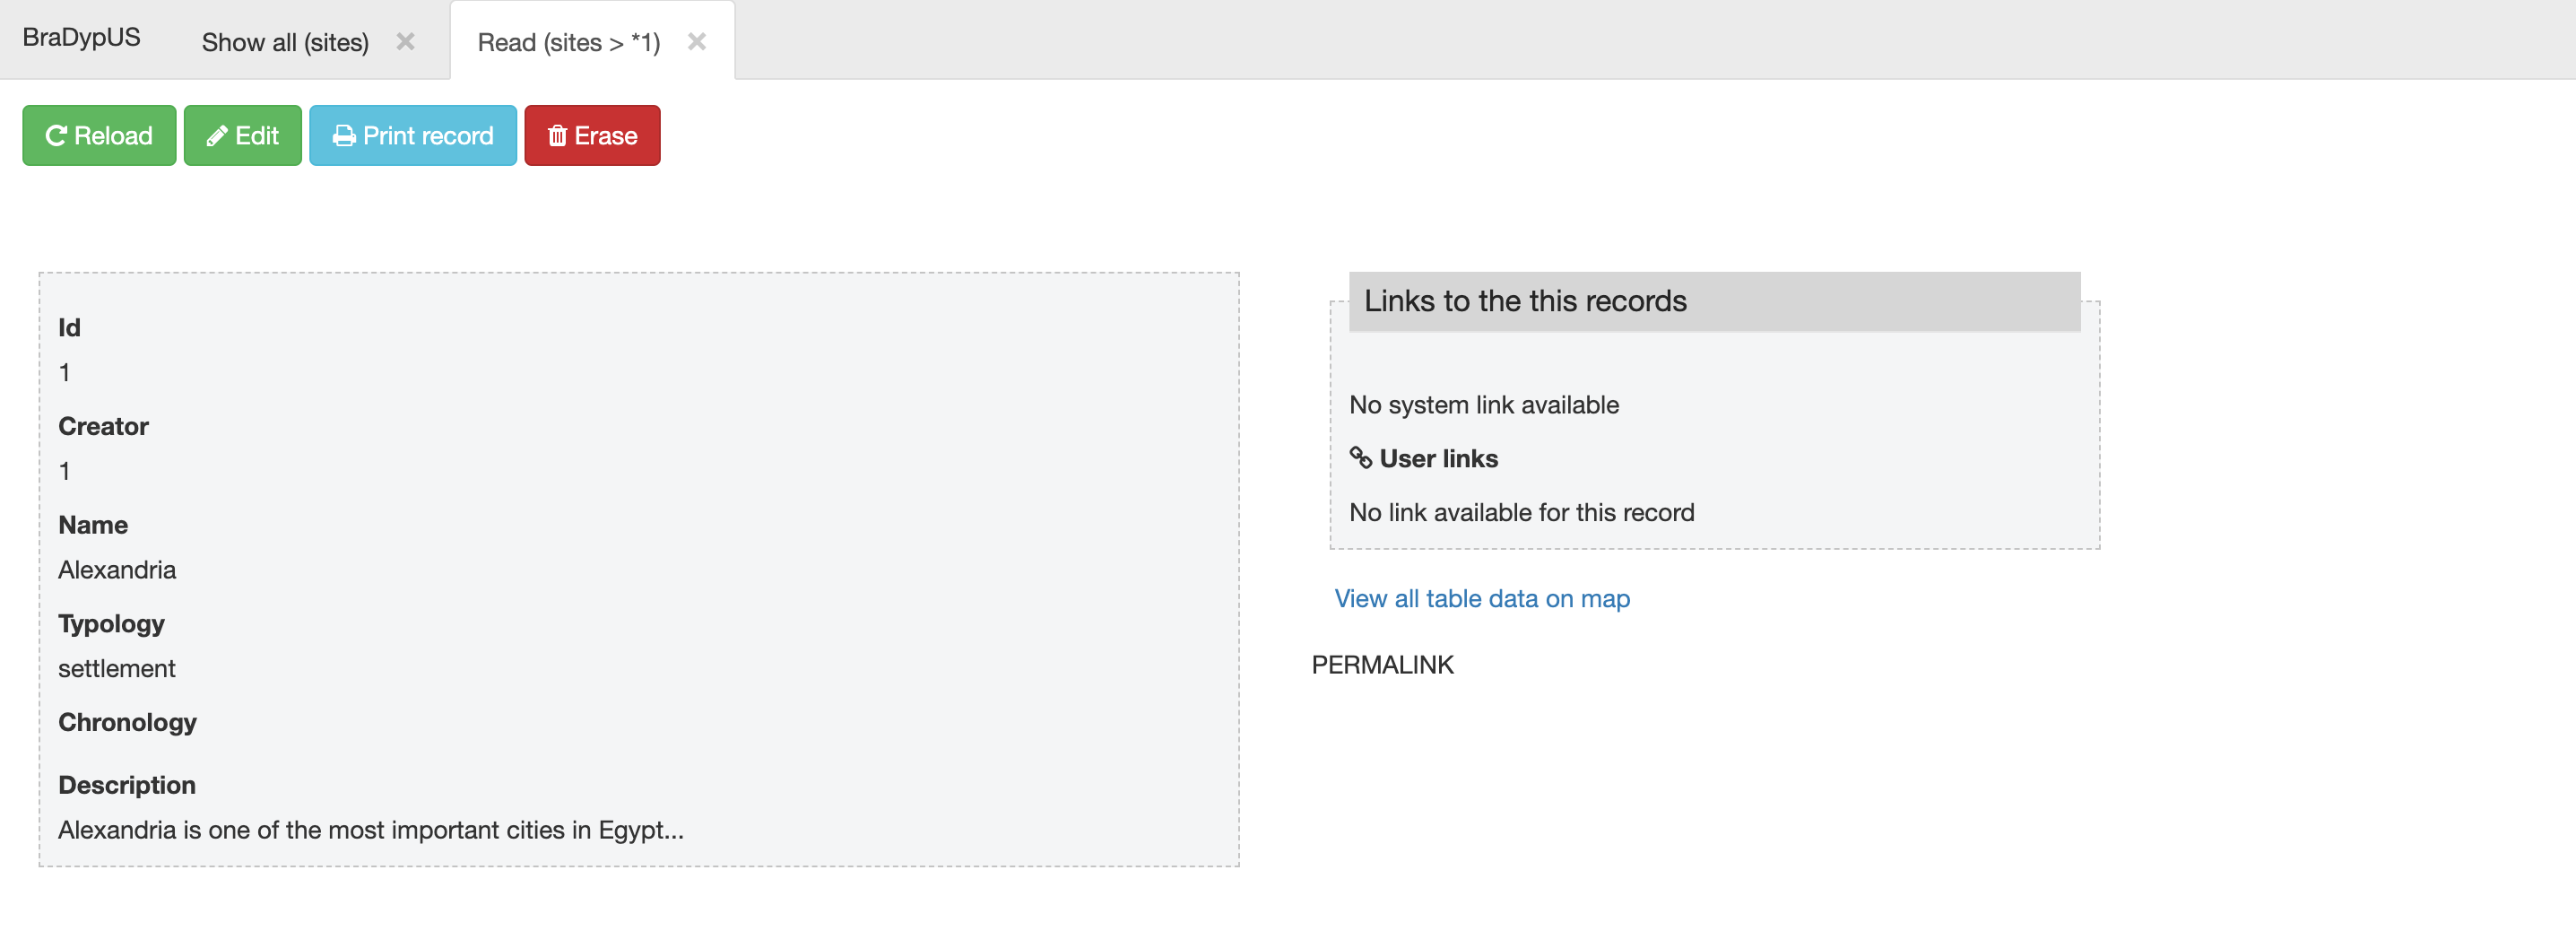 BraDypUS Show all (sites) × Read (sites > *1) ×
Reload Edit Print record Erase
Id
1
Creator
1
Name
Alexandria
Typology
settlement
Chronology
Description
Alexandria is one of the most important cities in Egypt...
Links to the this records
No system link available
User links
No link available for this record
View all table data on map
PERMALINK